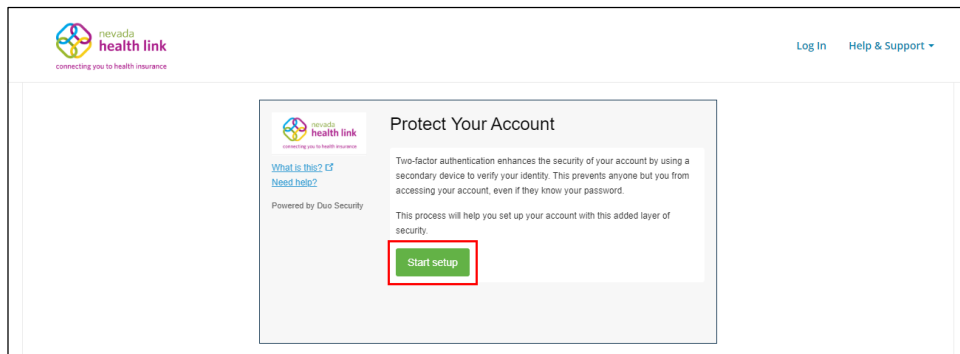 nevada
health link
connecting you to health insurance
Log In Help & Support
nevada
health link
connecting you to health insurance
What is this?
Need help?
Powered by Duo Security
Protect Your Account
Two-factor authentication enhances the security of your account by using a
secondary device to verify your identity. This prevents anyone but you from
accessing your account, even if they know your password.
This process will help you set up your account with this added layer of
security.
Start setup